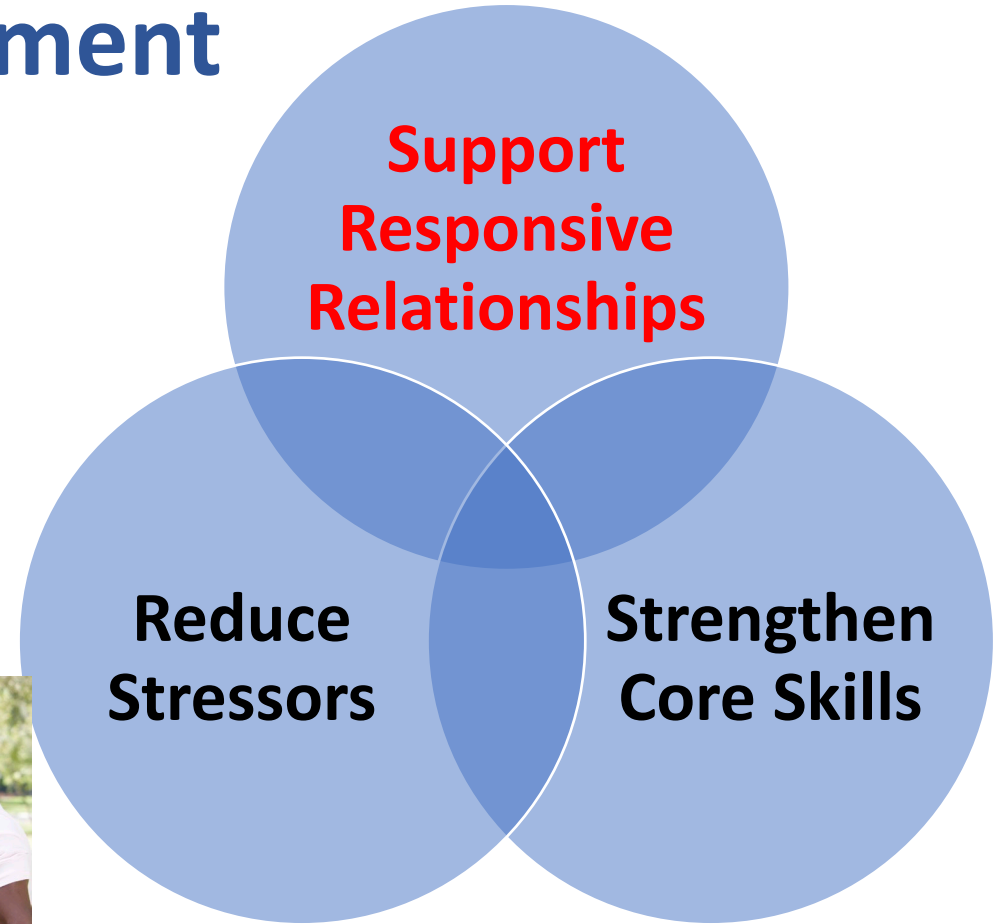 ment
Support
Responsive
Relationships
Reduce
Stressors
Strengthen
Core Skills